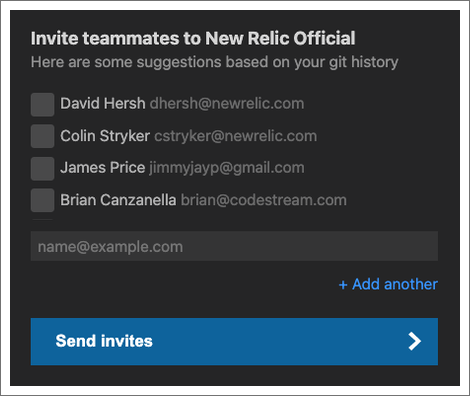 Invite teammates to New Relic Official
Here are some suggestions based on your git history
David Hersh dhersh@newrelic.com
Colin Stryker cstryker@newrelic.com
James Price jimmyjayp@gmail.com
Brian Canzanella brian@codestream.com
name@example.com
+ Add another
Send invites